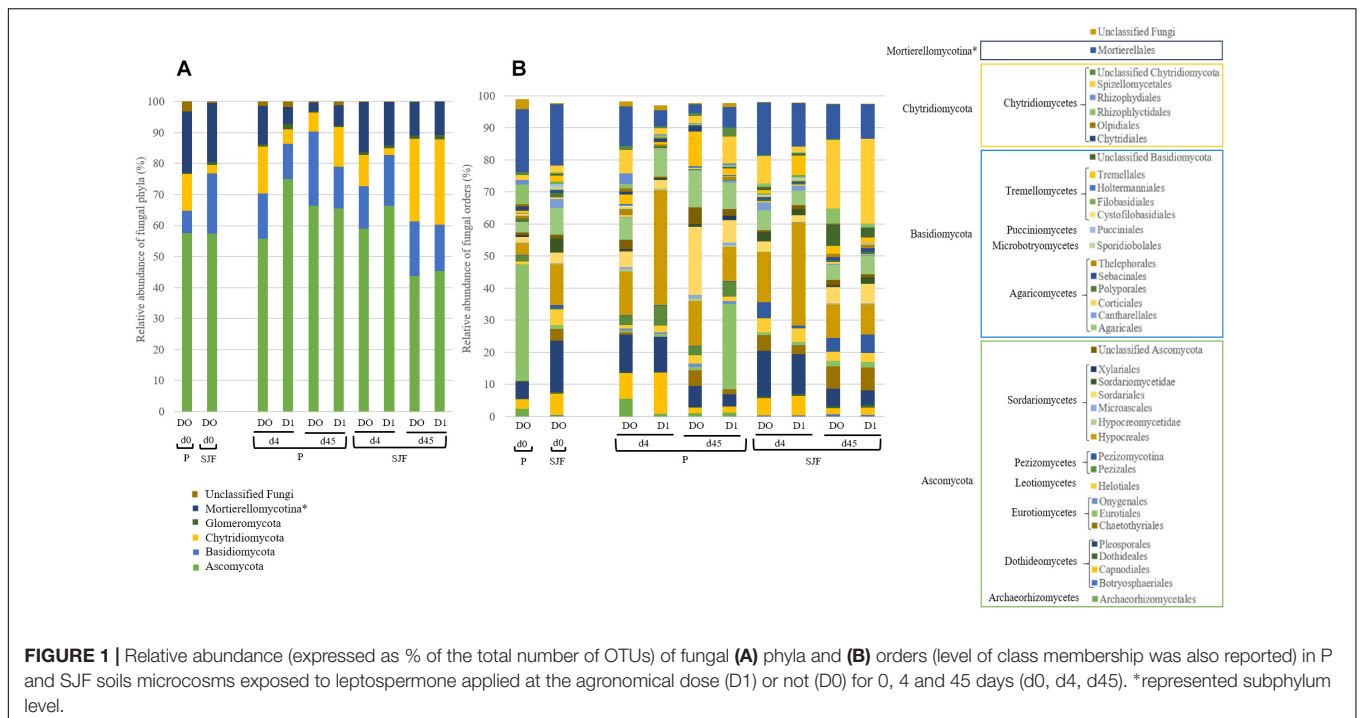 A
Relative abundance of fungal phyla (%)
100
90
80
70
60
50
40
30
20
10
0
DO DO DO D1 DO D1 DO D1 DO D1
d0 d0 d4 d45 d4 d45
P SJF P SJF
Unclassified Fungi
Mortierellomycotina*
Glomeromycota
Chytridiomycota
Basidiomycota
Ascomycota
B
Relative abundance of fungal orders (%)
100
90
80
70
60
50
40
30
20
10
0
DO DO DO D1 DO D1 DO D1 DO D1
d0 d0 d4 d45 d4 d45
P SJF P SJF
Unclassified Fungi
Mortierellomycotina* Mortierellales
Chytridiomycota
Chytridiomycetes
Unclassified Chytridiomycota
Spizellomycetales
Rhizophydiales
Rhizophlyctidales
Olpidiales
Chytridiales
Basidiomycota
Unclassified Basidiomycota
Tremellomycetes
Tremellales
Holtermanniales
Filobasidiales
Cystofilobasidiales
Pucciniomycetes Pucciniales
Microbotryomycetes Sporidiobolales
Agaricomycetes
Thelephorales
Sebacinales
Polyporales
Corticiales
Cantharellales
Agaricales
Ascomycota
Unclassified Ascomycota
Sordariomycetes
Xylariales
Sordariomycetidae
Sordariales
Microascales
Hypocreomycetidae
Hypocreales
Pezizomycetes
Pezizomycotina
Pezizales
Leotiomycetes Helotiales
Eurotiomycetes
Onygenales
Eurotiales
Chaetothyriales
Dothideomycetes
Pleosporales
Dothideales
Capnodiales
Botryosphaeriales
Archaeorhizomycetes Archaeorhizomycetales
FIGURE 1 | Relative abundance (expressed as % of the total number of OTUs) of fungal (A) phyla and (B) orders (level of class membership was also reported) in P
and SJF soils microcosms exposed to leptospermone applied at the agronomical dose (D1) or not (D0) for 0, 4 and 45 days (d0, d4, d45). *represented subphylum
level.